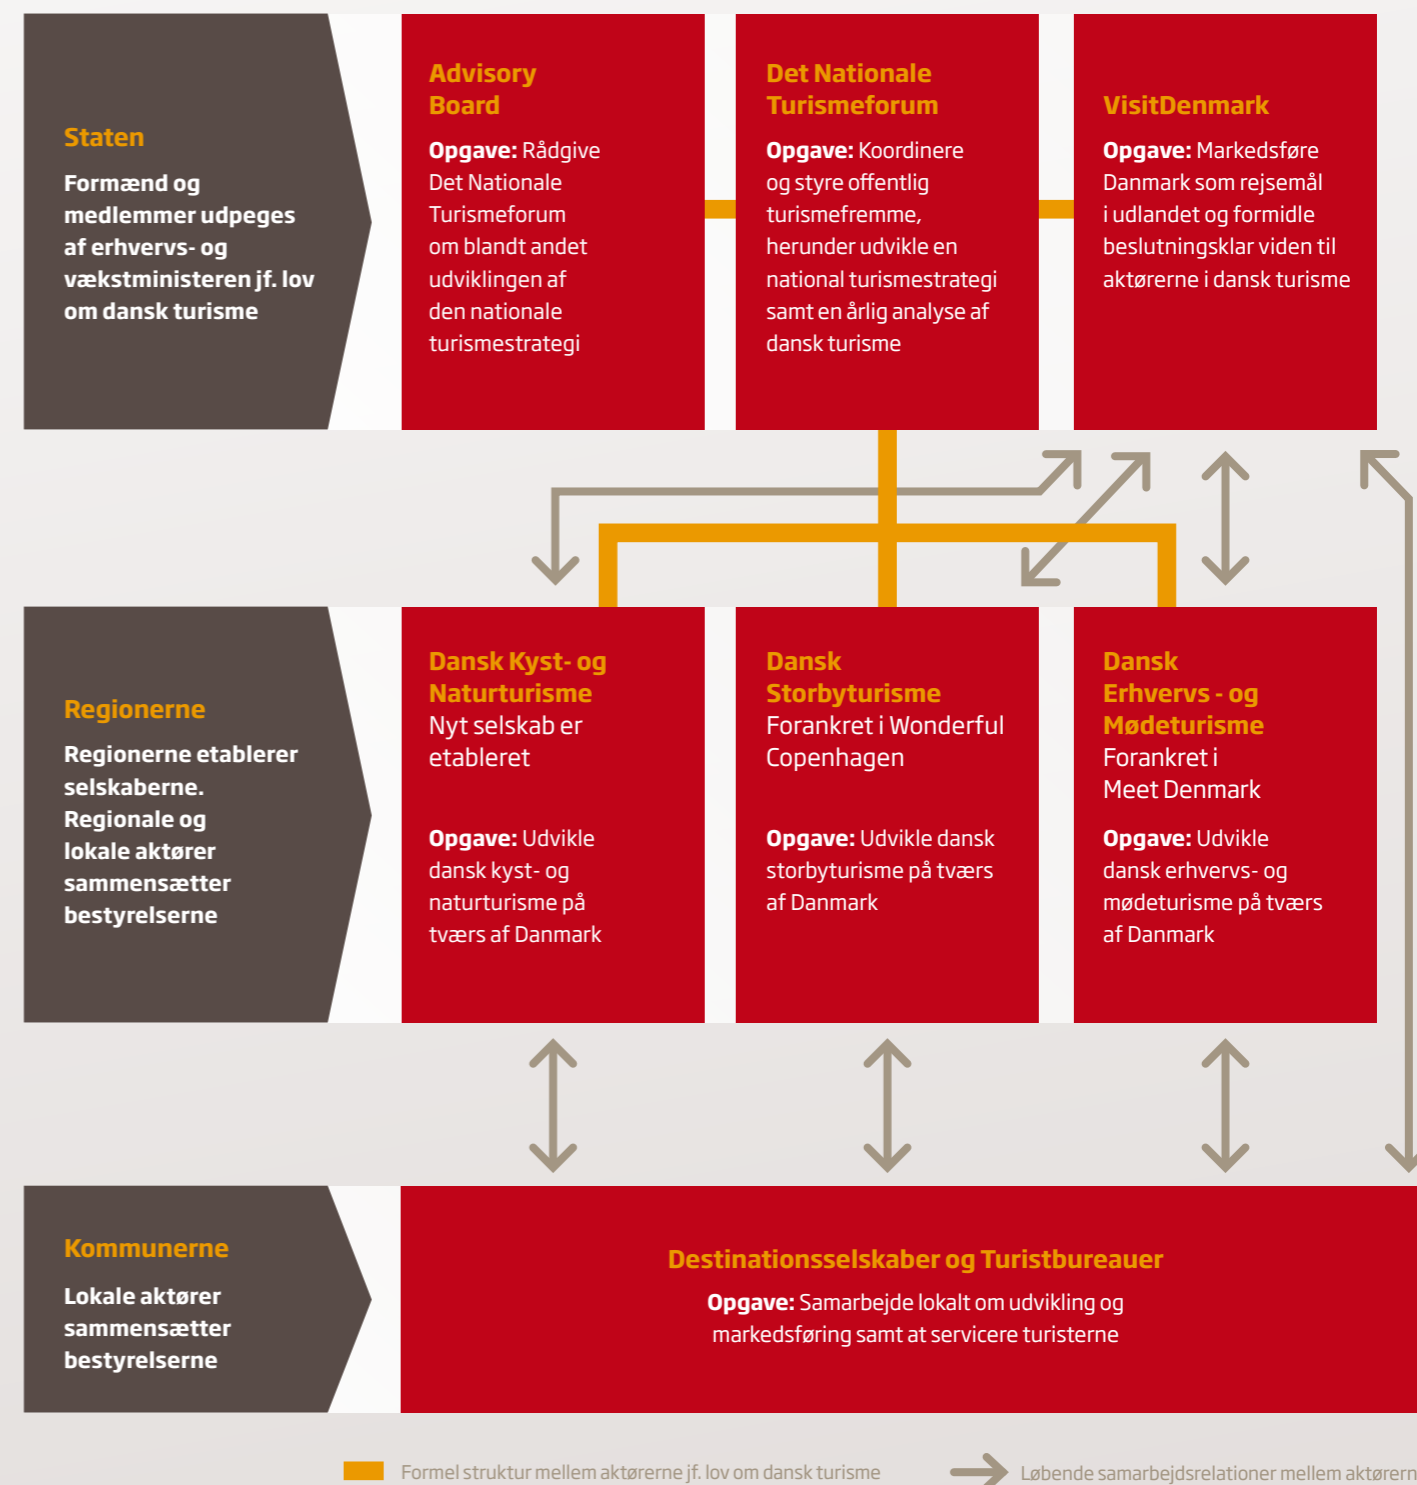 Staten
Formænd og
medlemmer udpeges
af erhvervs- og
vækstministeren jf. lov
om dansk turisme
Advisory
Board
Opgave: Rådgive
Det Nationale
Turismeforum
om blandt andet
udviklingen af
den nationale
turismestrategi
Det Nationale
Turismeforum
Opgave: Koordinere
og styre offentlig
turismefremme,
herunder udvikle en
national turismestrategi
samt en årlig analyse af
dansk turisme
VisitDenmark
Opgave: Markedsføre
Danmark som rejsemål
i udlandet og formidle
beslutningsklar viden til
aktørerne i dansk turisme
Regionerne
Regionerne etablerer
selskaberne.
Regionale og
lokale aktører
sammensætter
bestyrelserne
Dansk Kyst- og
Naturturisme
Nyt selskab er
etableret
Opgave: Udvikle
dansk kyst- og
naturturisme på
tværs af Danmark
Dansk
Storbyturisme
Forankret i Wonderful
Copenhagen
Opgave: Udvikle dansk
storbyturisme på tværs
af Danmark
Dansk
Erhvervs - og
Mødeturisme
Forankret i
Meet Denmark
Opgave: Udvikle
dansk erhvervs- og
mødeturisme på tværs
af Danmark
Kommunerne
Lokale aktører
sammensætter
bestyrelserne
Destinationsselskaber og Turistbureauer
Opgave: Samarbejde lokalt om udvikling og
markedsføring samt at servicere turisterne
Formel struktur mellem aktørerne jf. lov om dansk turisme
Løbende samarbejdsrelationer mellem aktørern